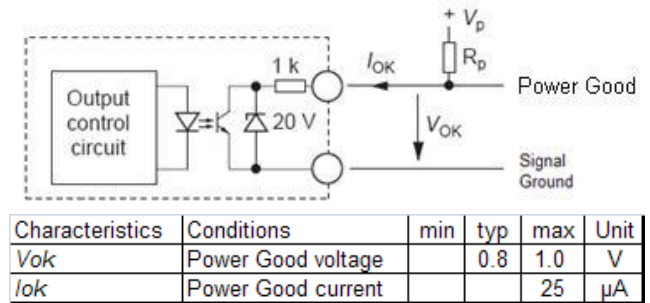 + Vp
Rp
1 k
IOK
Power Good
Output
control
circuit
20 V
VOK
Signal
Ground
Characteristics Conditions min typ max Unit
Vok Power Good voltage 0.8 1.0 V
Iok Power Good current 25 µA